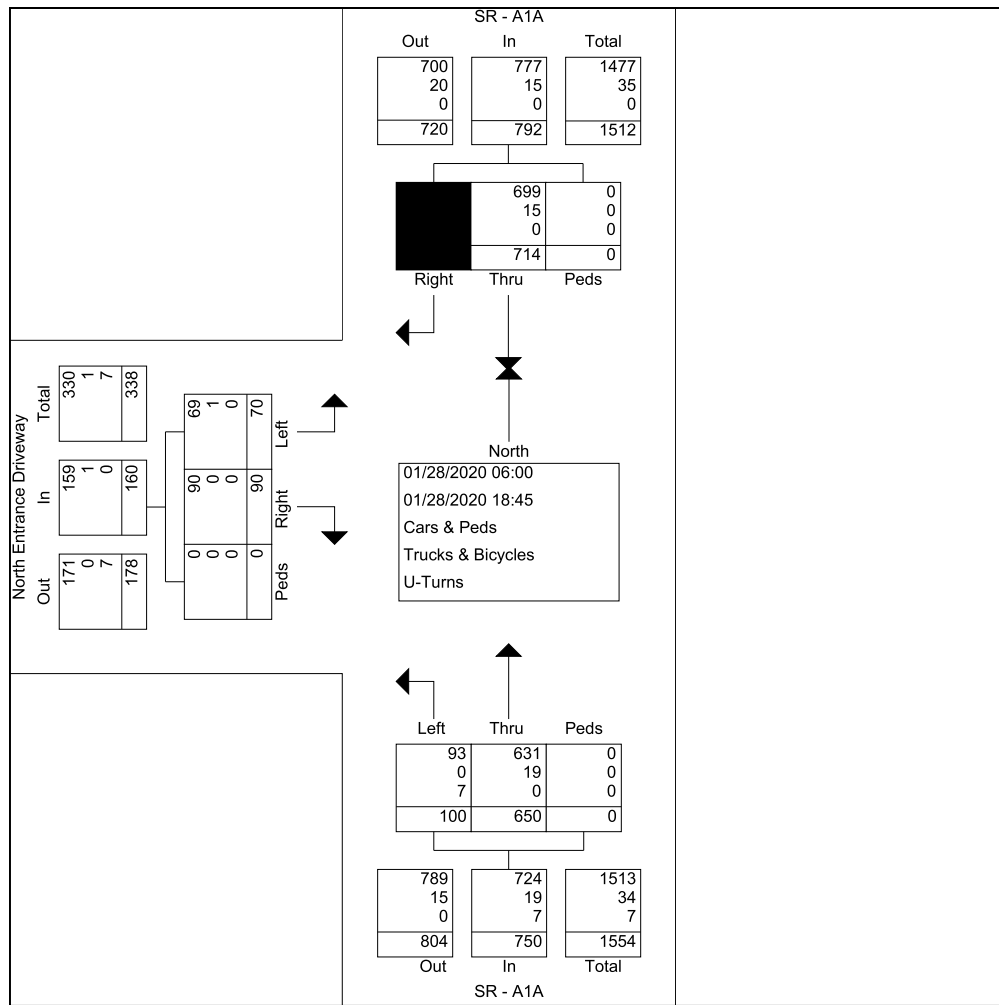 SR - A1A
Out In Total
700 777 1477
20 15 35
0 0 0
720 792 1512
699 0
15 0
0 0
714 0
Right Thru Peds
North Entrance Driveway
Total
330
1
7
338
In
159
1
0
160
Out
171
0
7
178
Left
69
1
0
70
Right
90
0
0
90
Peds
0
0
0
0
North
01/28/2020 06:00
01/28/2020 18:45
Cars & Peds
Trucks & Bicycles
U-Turns
Left Thru Peds
93 631 0
0 19 0
7 0 0
100 650 0
789 724 1513
15 19 34
0 7 7
804 750 1554
Out In Total
SR - A1A